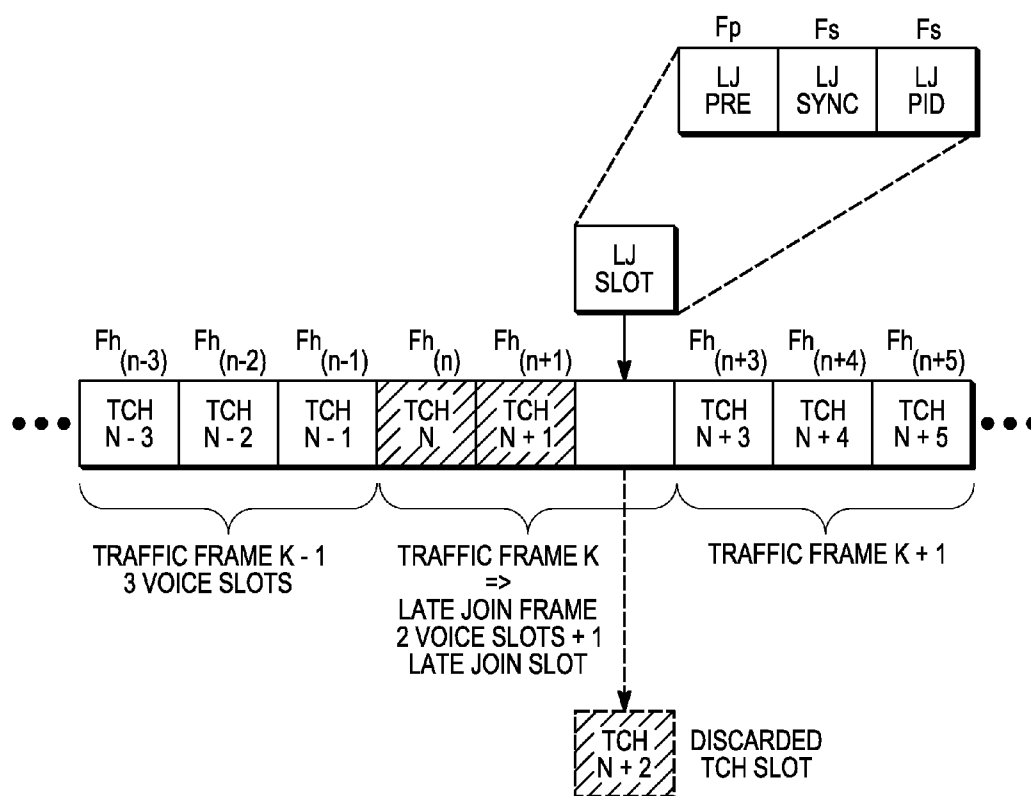 Fp Fs Fs
LJ PRE
LJ SYNC
LJ PID
LJ SLOT
Fh(n-3) Fh(n-2) Fh(n-1) Fh(n) Fh(n+1) Fh(n+3) Fh(n+4) Fh(n+5)
TCH N - 3
TCH N - 2
TCH N - 1
TCH N
TCH N + 1
TCH N + 3
TCH N + 4
TCH N + 5
TRAFFIC FRAME K - 1
3 VOICE SLOTS
TRAFFIC FRAME K
=>
LATE JOIN FRAME
2 VOICE SLOTS + 1
LATE JOIN SLOT
TRAFFIC FRAME K + 1
TCH N + 2
DISCARDED
TCH SLOT